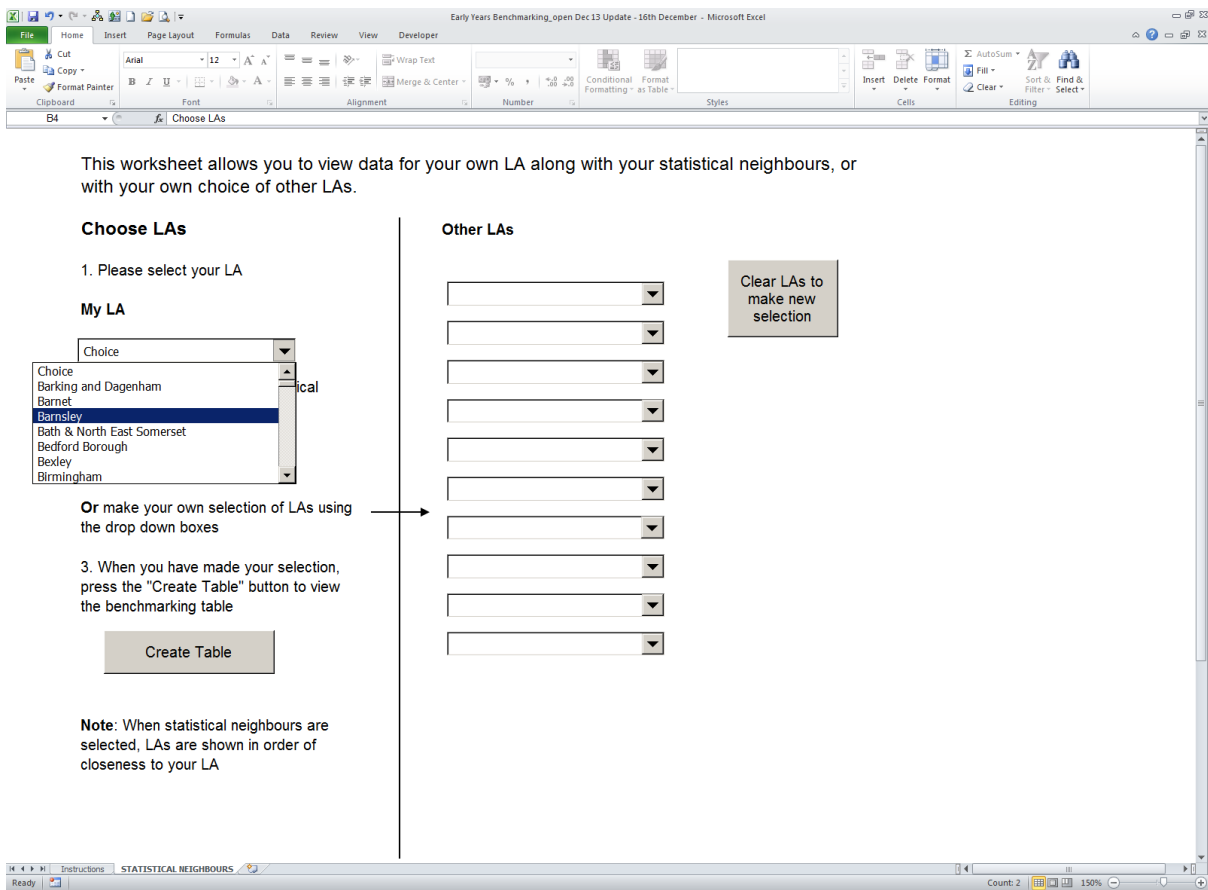 Early Years Benchmarking_open Dec 13 Update - 16th December - Microsoft Excel
File Home Insert Page Layout Formulas Data Review View Developer
Paste
Cut
Copy
Format Painter
Clipboard
Arial 12 A A
B I U A
Font
Wrap Text
Merge & Center
Alignment
% ,
Number
Conditional Formatting
Format as Table
Styles
Insert Delete Format
Cells
Σ AutoSum
Fill
Clear
Sort & Filter
Find & Select
Editing
B4 fx Choose LAs
This worksheet allows you to view data for your own LA along with your statistical neighbours, or
with your own choice of other LAs.
Choose LAs
1. Please select your LA
My LA
Choice
Choice
Barking and Dagenham
Barnet
Barnsley
Bath & North East Somerset
Bedford Borough
Bexley
Birmingham
ical
Or make your own selection of LAs using
the drop down boxes
3. When you have made your selection,
press the "Create Table" button to view
the benchmarking table
Create Table
Note: When statistical neighbours are
selected, LAs are shown in order of
closeness to your LA
Other LAs
Clear LAs to
make new
selection
Instructions STATISTICAL NEIGHBOURS
Ready Count: 2 150%